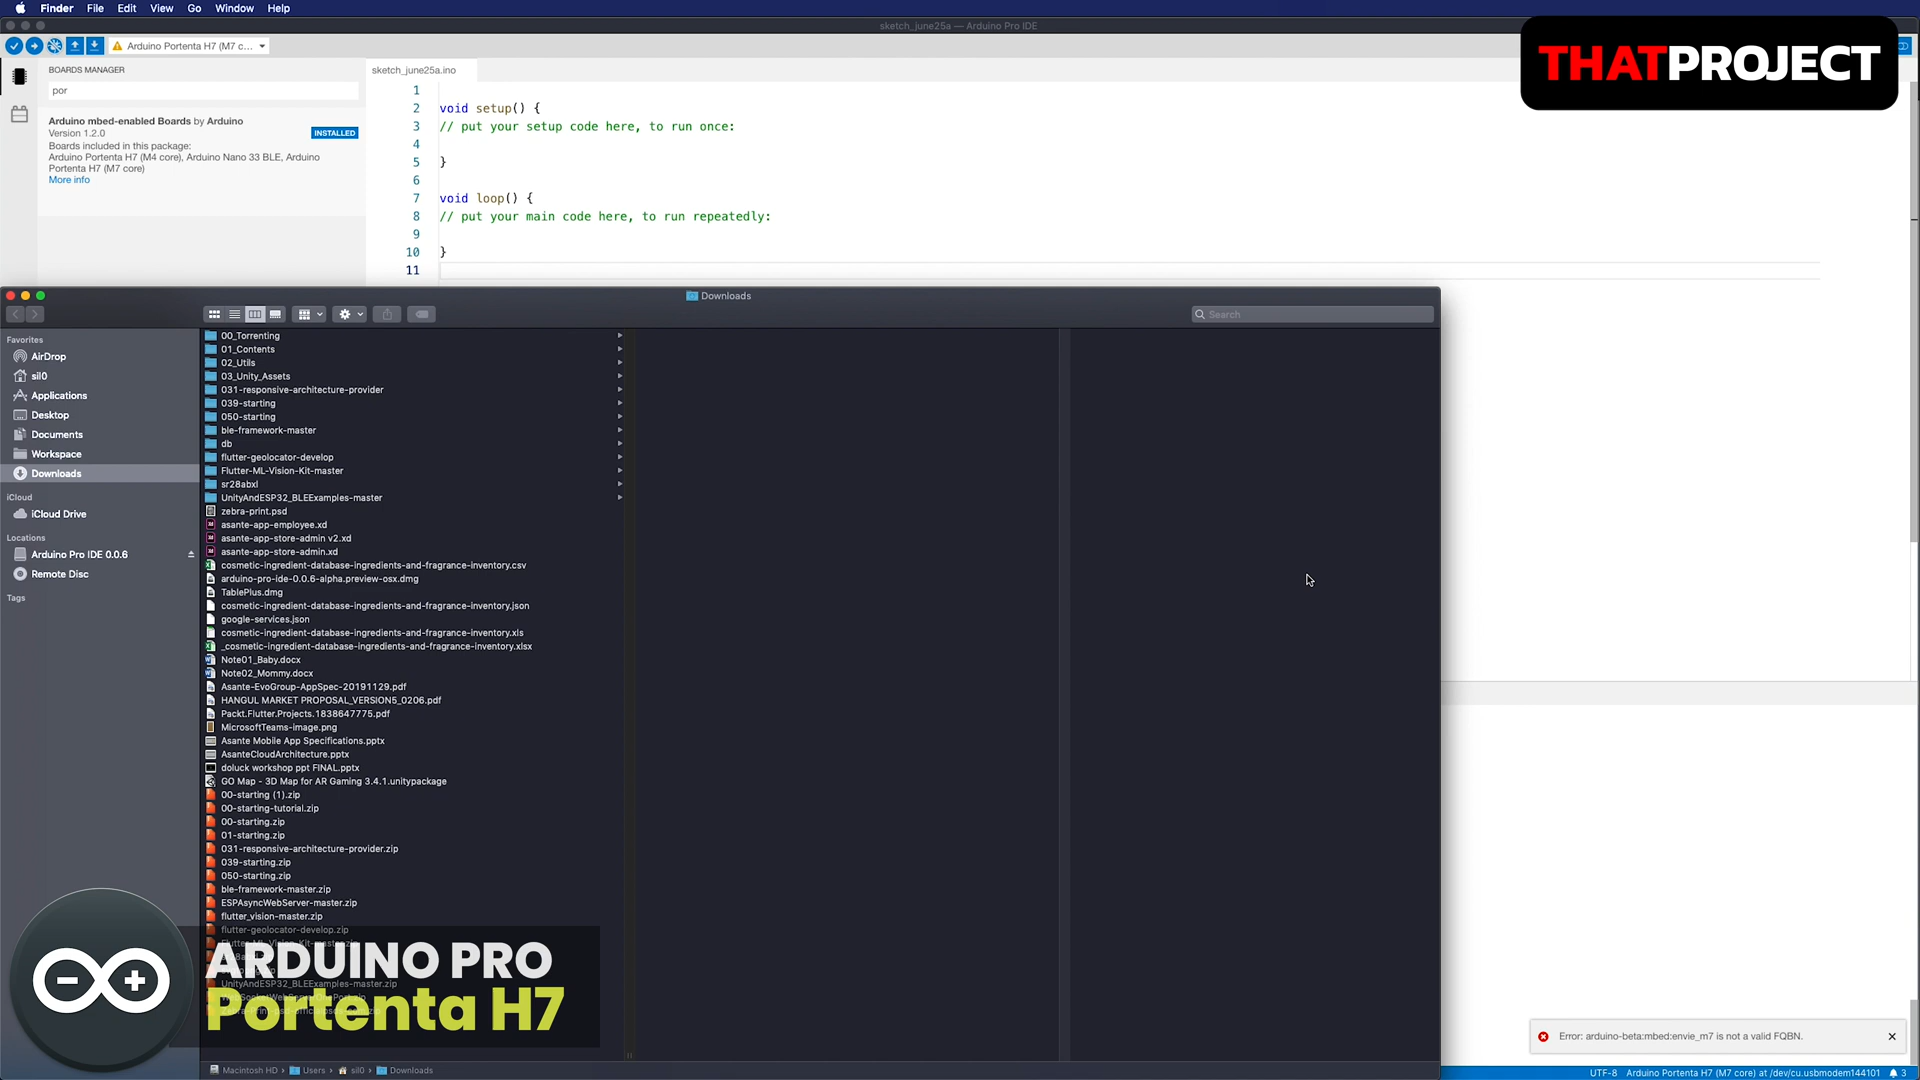 Finder File Edit View Go Window Help
sketch_june25a — Arduino Pro IDE
Arduino Portenta H7 (M7 c...
THATPROJECT
BOARDS MANAGER
por
Arduino mbed-enabled Boards by Arduino
Version 1.2.0
INSTALLED
Boards included in this package:
Arduino Portenta H7 (M4 core), Arduino Nano 33 BLE, Arduino
Portenta H7 (M7 core)
More info
sketch_june25a.ino
1
2 void setup() {
3 // put your setup code here, to run once:
4
5 }
6
7 void loop() {
8 // put your main code here, to run repeatedly:
9
10 }
11
Downloads
Search
Favorites
AirDrop
sil0
Applications
Desktop
Documents
Workspace
Downloads
iCloud
iCloud Drive
Locations
Arduino Pro IDE 0.0.6
Remote Disc
Tags
00_Torrenting
01_Contents
02_Utils
03_Unity_Assets
031-responsive-architecture-provider
039-starting
050-starting
ble-framework-master
db
flutter-geolocator-develop
Flutter-ML-Vision-Kit-master
sr28abxl
UnityAndESP32_BLEExamples-master
zebra-print.psd
asante-app-employee.xd
asante-app-store-admin v2.xd
asante-app-store-admin.xd
cosmetic-ingredient-database-ingredients-and-fragrance-inventory.csv
arduino-pro-ide-0.0.6-alpha.preview-osx.dmg
TablePlus.dmg
cosmetic-ingredient-database-ingredients-and-fragrance-inventory.json
google-services.json
cosmetic-ingredient-database-ingredients-and-fragrance-inventory.xls
_cosmetic-ingredient-database-ingredients-and-fragrance-inventory.xlsx
Note01_Baby.docx
Note02_Mommy.docx
Asante-EvoGroup-AppSpec-20191129.pdf
HANGUL MARKET PROPOSAL_VERSION5_0206.pdf
Packt.Flutter.Projects.1838647775.pdf
MicrosoftTeams-image.png
Asante Mobile App Specifications.pptx
AsanteCloudArchitecture.pptx
doluck workshop ppt FINAL.pptx
GO Map - 3D Map for AR Gaming 3.4.1.unitypackage
00-starting (1).zip
00-starting-tutorial.zip
00-starting.zip
01-starting.zip
031-responsive-architecture-provider.zip
039-starting.zip
050-starting.zip
ble-framework-master.zip
ESPAsyncWebServer-master.zip
flutter_vision-master.zip
flutter-geolocator-develop.zip
ARDUINO PRO
UnityAndESP32_BLEExamples-master.zip
Portenta H7
Macintosh HD › Users › sil0 › Downloads
Error: arduino-beta:mbed:envie_m7 is not a valid FQBN.
UTF-8 Arduino Portenta H7 (M7 core) at /dev/cu.usbmodem144101 3